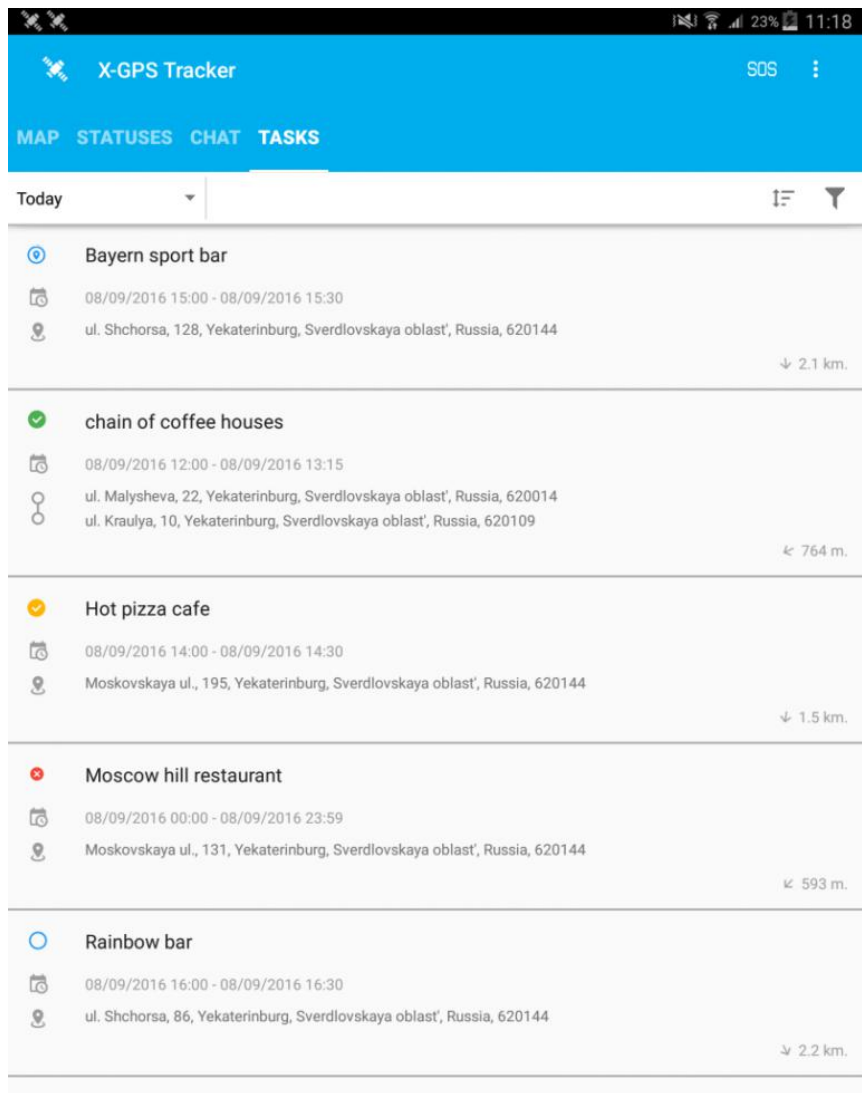 23% 11:18
X-GPS Tracker SOS
MAP STATUSES CHAT TASKS
Today
Bayern sport bar
08/09/2016 15:00 - 08/09/2016 15:30
ul. Shchorsa, 128, Yekaterinburg, Sverdlovskaya oblast', Russia, 620144
2.1 km.
chain of coffee houses
08/09/2016 12:00 - 08/09/2016 13:15
ul. Malysheva, 22, Yekaterinburg, Sverdlovskaya oblast', Russia, 620014
ul. Kraulya, 10, Yekaterinburg, Sverdlovskaya oblast', Russia, 620109
764 m.
Hot pizza cafe
08/09/2016 14:00 - 08/09/2016 14:30
Moskovskaya ul., 195, Yekaterinburg, Sverdlovskaya oblast', Russia, 620144
1.5 km.
Moscow hill restaurant
08/09/2016 00:00 - 08/09/2016 23:59
Moskovskaya ul., 131, Yekaterinburg, Sverdlovskaya oblast', Russia, 620144
593 m.
Rainbow bar
08/09/2016 16:00 - 08/09/2016 16:30
ul. Shchorsa, 86, Yekaterinburg, Sverdlovskaya oblast', Russia, 620144
2.2 km.